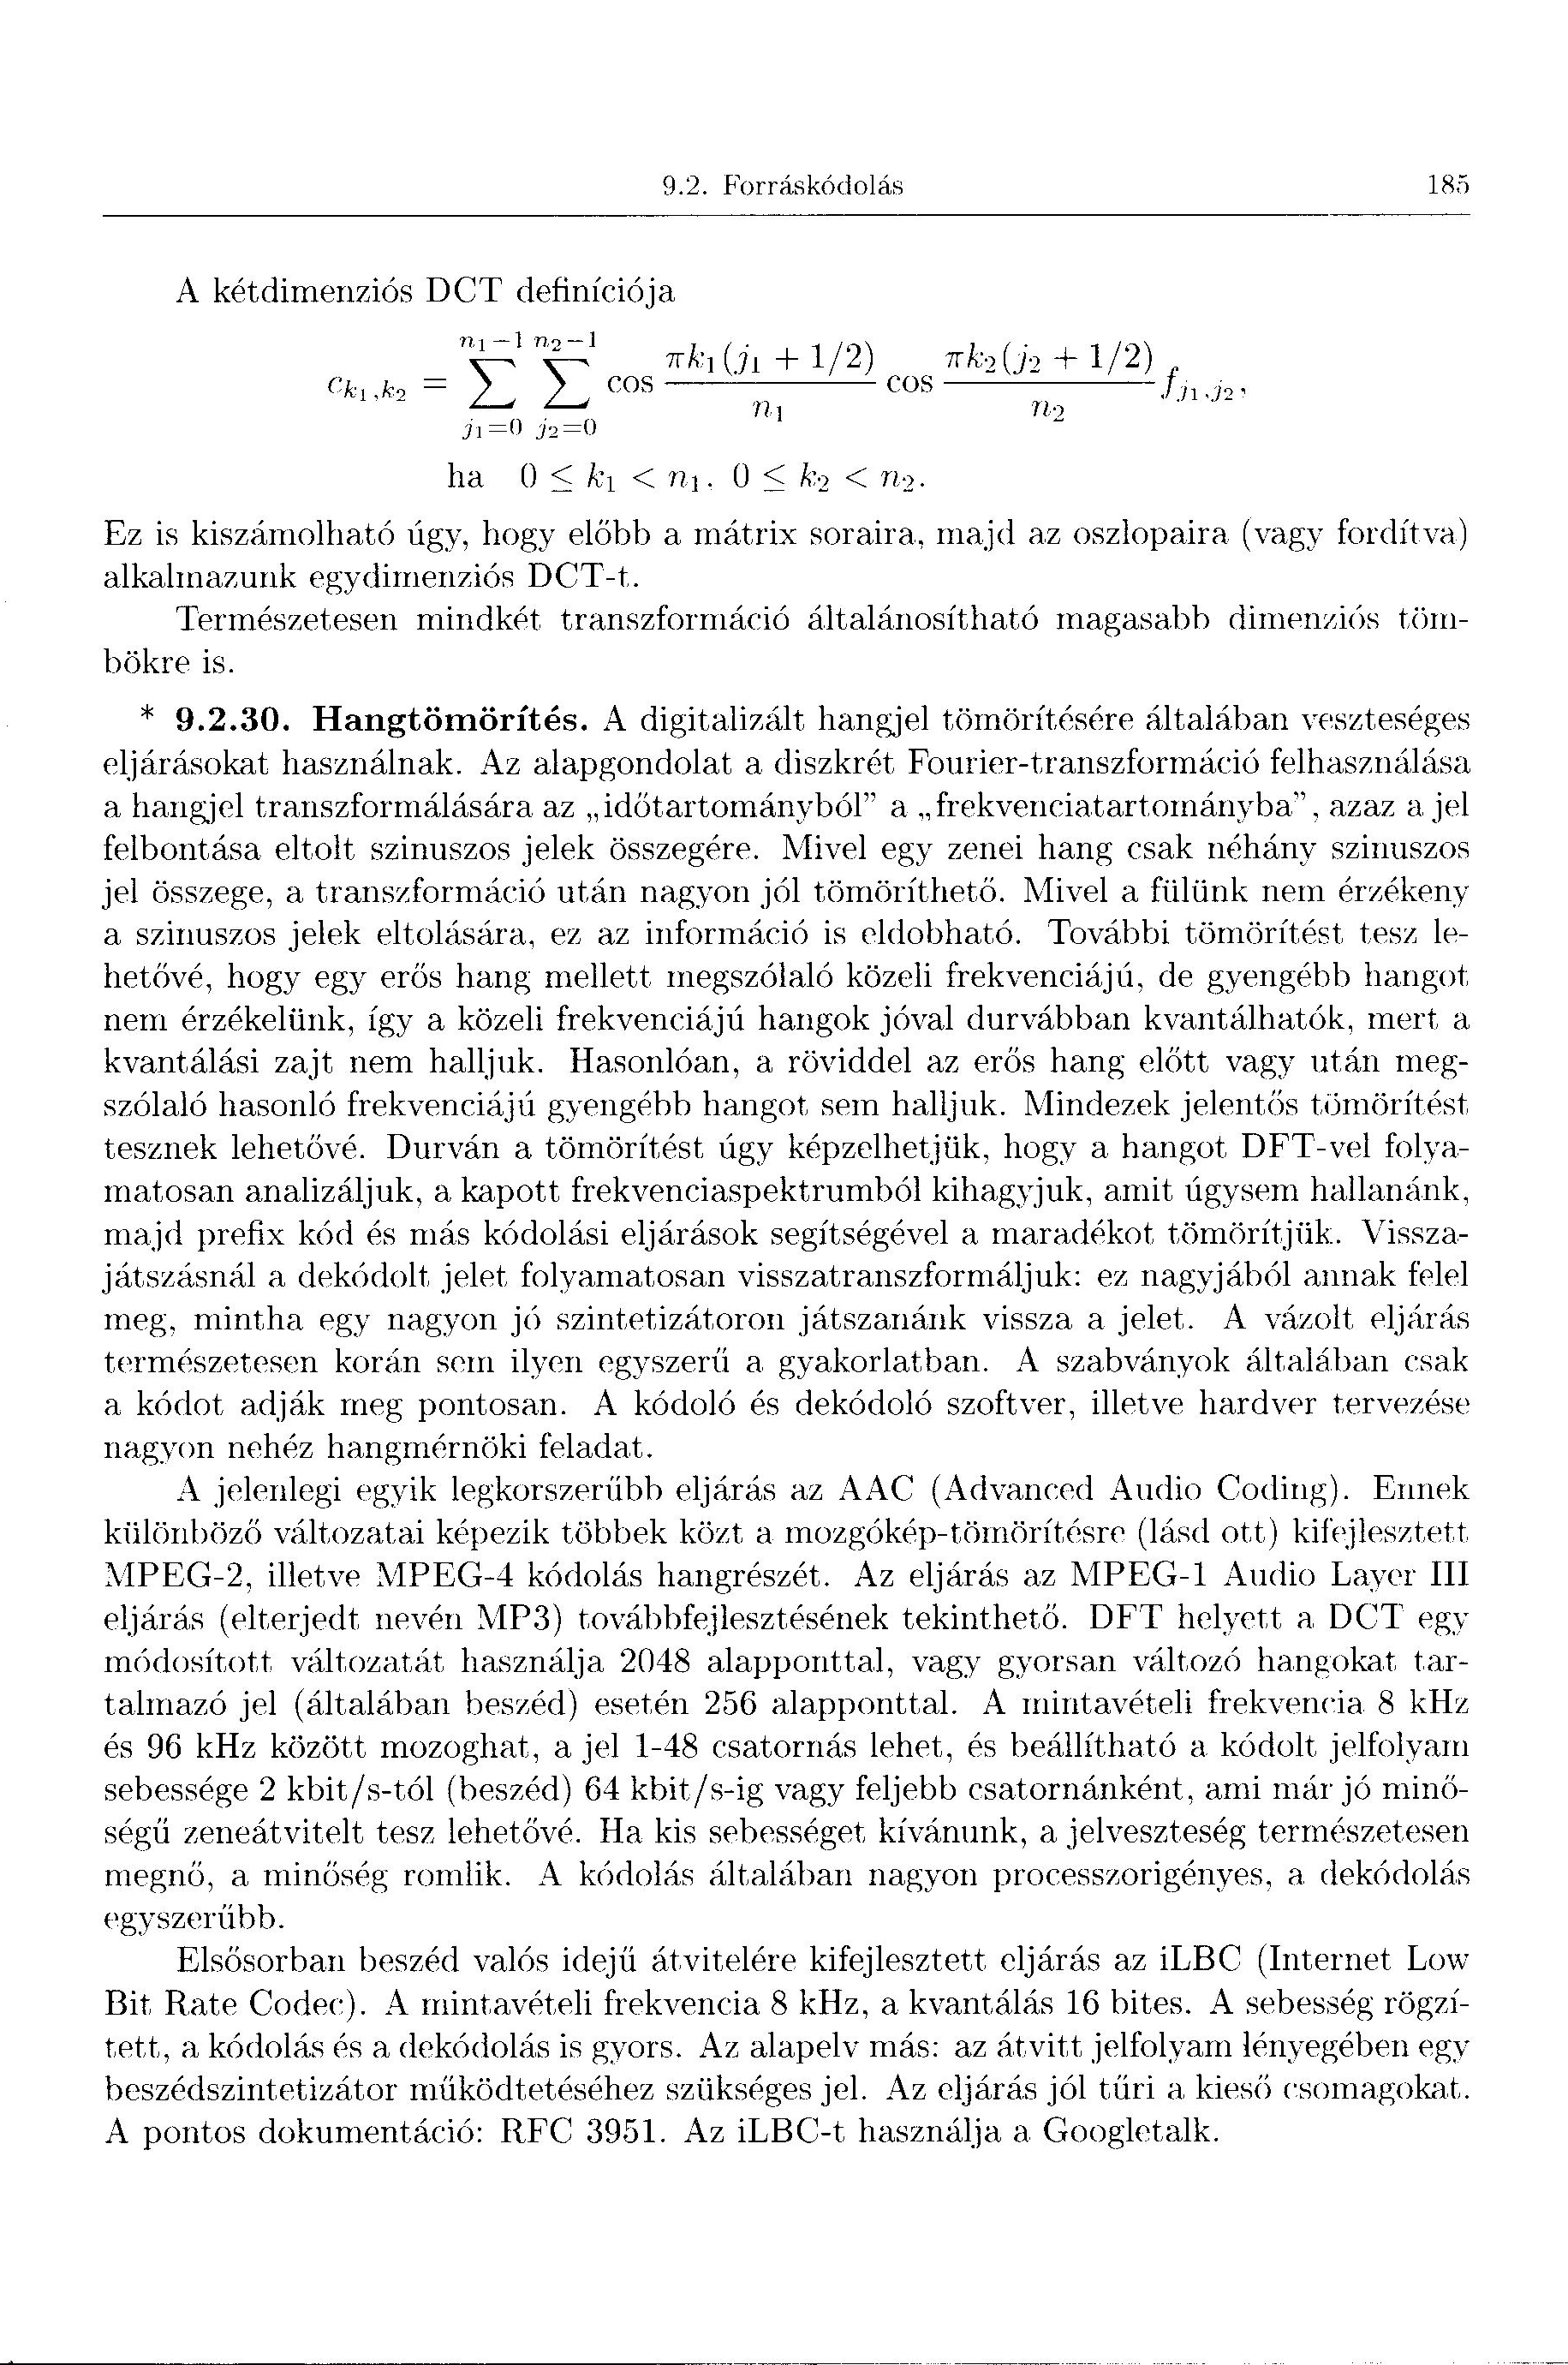 9.2. Forráskódolás 185
A kétdimenziós DCT definíciója
c_{k_1,k_2} = \sum_{j_1=0}^{n_1-1} \sum_{j_2=0}^{n_2-1} \cos \frac{\pi k_1(j_1 + 1/2)}{n_1} \cos \frac{\pi k_2(j_2 + 1/2)}{n_2} f_{j_1,j_2},
ha 0 ≤ k_1 < n_1, 0 ≤ k_2 < n_2.
Ez is kiszámolható úgy, hogy előbb a mátrix soraira, majd az oszlopaira (vagy fordítva)
alkalmazunk egydimenziós DCT-t.
Természetesen mindkét transzformáció általánosítható magasabb dimenziós töm-
bökre is.
* 9.2.30. Hangtömörítés. A digitalizált hangjel tömörítésére általában veszteséges
eljárásokat használnak. Az alapgondolat a diszkrét Fourier-transzformáció felhasználása
a hangjel transzformálására az „időtartományból” a „frekvenciatartományba”, azaz a jel
felbontása eltolt szinuszos jelek összegére. Mivel egy zenei hang csak néhány szinuszos
jel összege, a transzformáció után nagyon jól tömöríthető. Mivel a fülünk nem érzékeny
a szinuszos jelek eltolására, ez az információ is eldobható. További tömörítést tesz le-
hetővé, hogy egy erős hang mellett megszólaló közeli frekvenciájú, de gyengébb hangot
nem érzékelünk, így a közeli frekvenciájú hangok jóval durvábban kvantálhatók, mert a
kvantálási zajt nem halljuk. Hasonlóan, a röviddel az erős hang előtt vagy után meg-
szólaló hasonló frekvenciájú gyengébb hangot sem halljuk. Mindezek jelentős tömörítést
tesznek lehetővé. Durván a tömörítést úgy képzelhetjük, hogy a hangot DFT-vel folya-
matosan analizáljuk, a kapott frekvenciaspektrumból kihagyjuk, amit úgysem hallanánk,
majd prefix kód és más kódolási eljárások segítségével a maradékot tömörítjük. Vissza-
játszásnál a dekódolt jelet folyamatosan visszatranszformáljuk: ez nagyjából annak felel
meg, mintha egy nagyon jó szintetizátoron játszanánk vissza a jelet. A vázolt eljárás
természetesen korán sem ilyen egyszerű a gyakorlatban. A szabványok általában csak
a kódot adják meg pontosan. A kódoló és dekódoló szoftver, illetve hardver tervezése
nagyon nehéz hangmérnöki feladat.
A jelenlegi egyik legkorszerűbb eljárás az AAC (Advanced Audio Coding). Ennek
különböző változatai képezik többek közt a mozgókép-tömörítésre (lásd ott) kifejlesztett
MPEG-2, illetve MPEG-4 kódolás hangrészét. Az eljárás az MPEG-1 Audio Layer III
eljárás (elterjedt nevén MP3) továbbfejlesztésének tekinthető. DFT helyett a DCT egy
módosított változatát használja 2048 alapponttal, vagy gyorsan változó hangokat tar-
talmazó jel (általában beszéd) esetén 256 alapponttal. A mintavételi frekvencia 8 kHz
és 96 kHz között mozoghat, a jel 1-48 csatornás lehet, és beállítható a kódolt jelfolyam
sebessége 2 kbit/s-tól (beszéd) 64 kbit/s-ig vagy feljebb csatornánként, ami már jó minő-
ségű zeneátvitelt tesz lehetővé. Ha kis sebességet kívánunk, a jelveszteség természetesen
megnő, a minőség romlik. A kódolás általában nagyon processzorigényes, a dekódolás
egyszerűbb.
Elsősorban beszéd valós idejű átvitelére kifejlesztett eljárás az iLBC (Internet Low
Bit Rate Codec). A mintavételi frekvencia 8 kHz, a kvantálás 16 bites. A sebesség rögzí-
tett, a kódolás és a dekódolás is gyors. Az alapelv más: az átvitt jelfolyam lényegében egy
beszédszintetizátor működtetéséhez szükséges jel. Az eljárás jól tűri a kieső csomagokat.
A pontos dokumentáció: RFC 3951. Az iLBC-t használja a Googletalk.